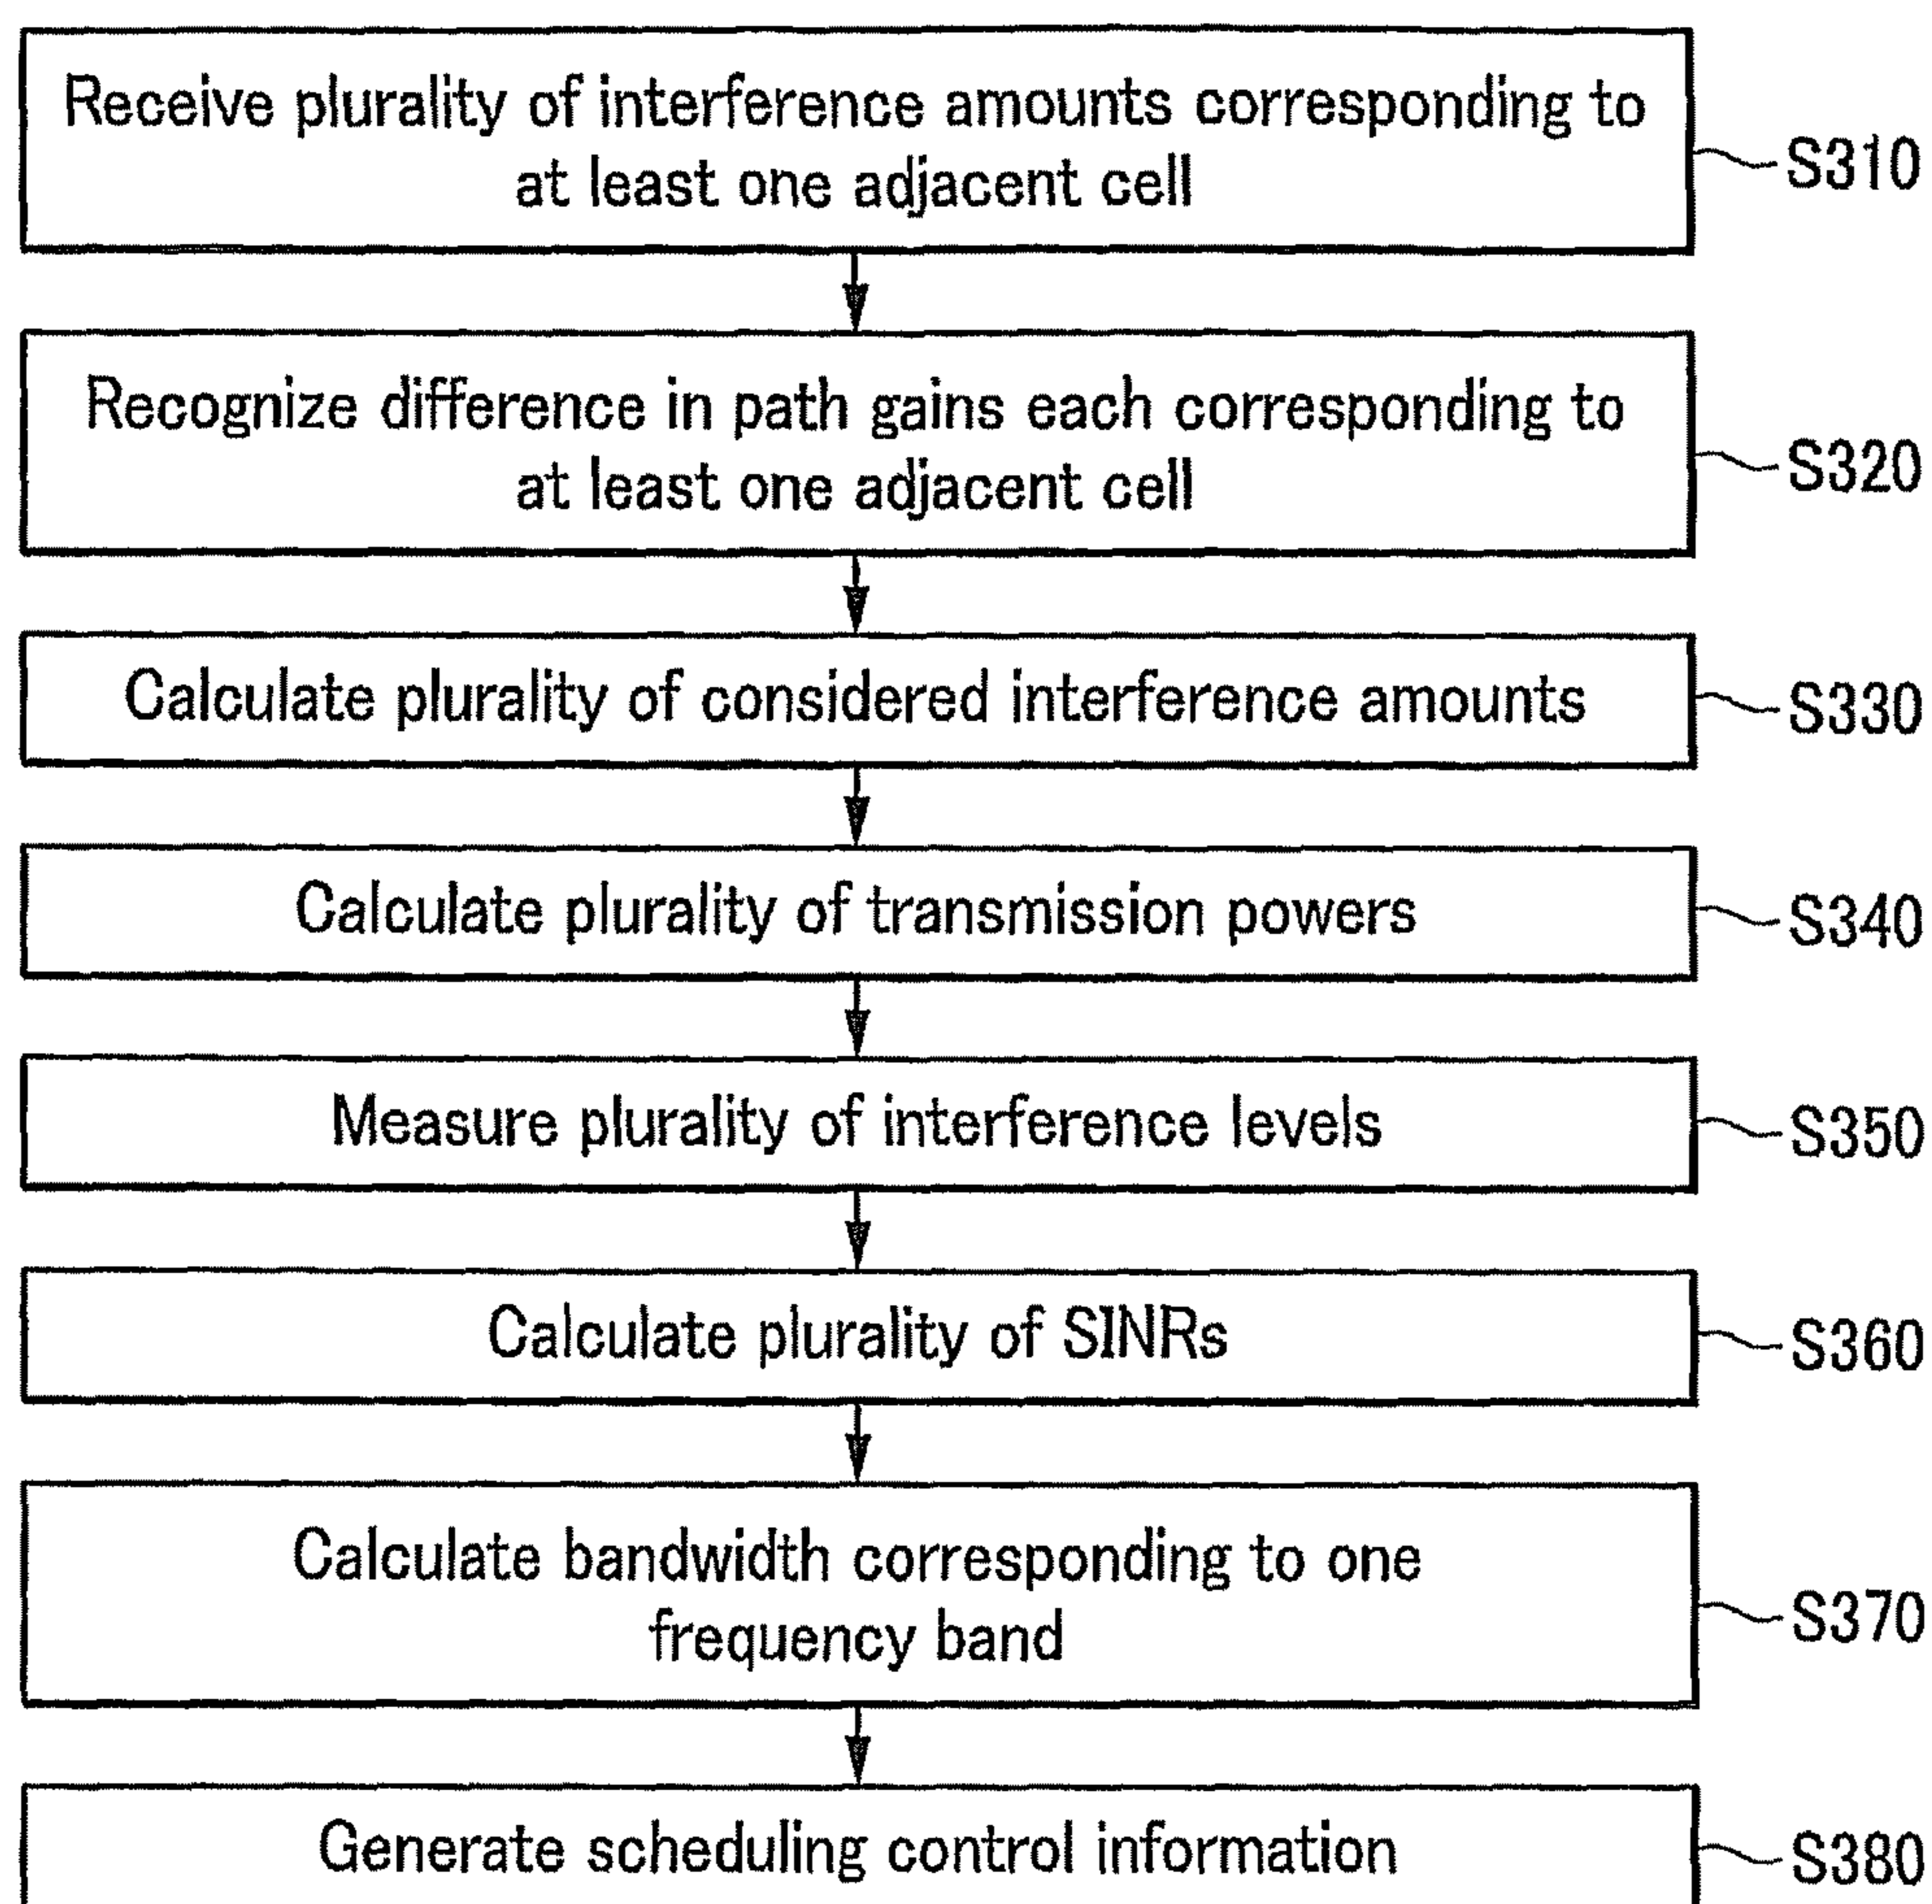 Receive plurality of interference amounts corresponding to
at least one adjacent cell
S310
Recognize difference in path gains each corresponding to
at least one adjacent cell
S320
Calculate plurality of considered interference amounts
S330
Calculate plurality of transmission powers
S340
Measure plurality of interference levels
S350
Calculate plurality of SINRs
S360
Calculate bandwidth corresponding to one
frequency band
S370
Generate scheduling control information
S380